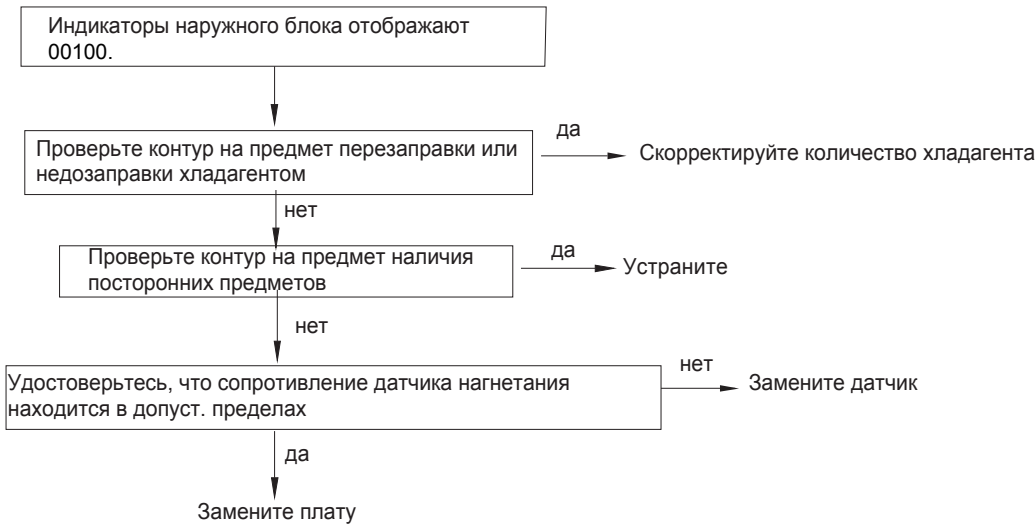 Индикаторы наружного блока отображают
00100.
да
Проверьте контур на предмет перезаправки или
недозаправки хладагентом
Скорректируйте количество хладагента
нет
Проверьте контур на предмет наличия
посторонних предметов
да
Устраните
нет
Удостоверьтесь, что сопротивление датчика нагнетания
находится в допуст. пределах
нет
Замените датчик
да
Замените плату